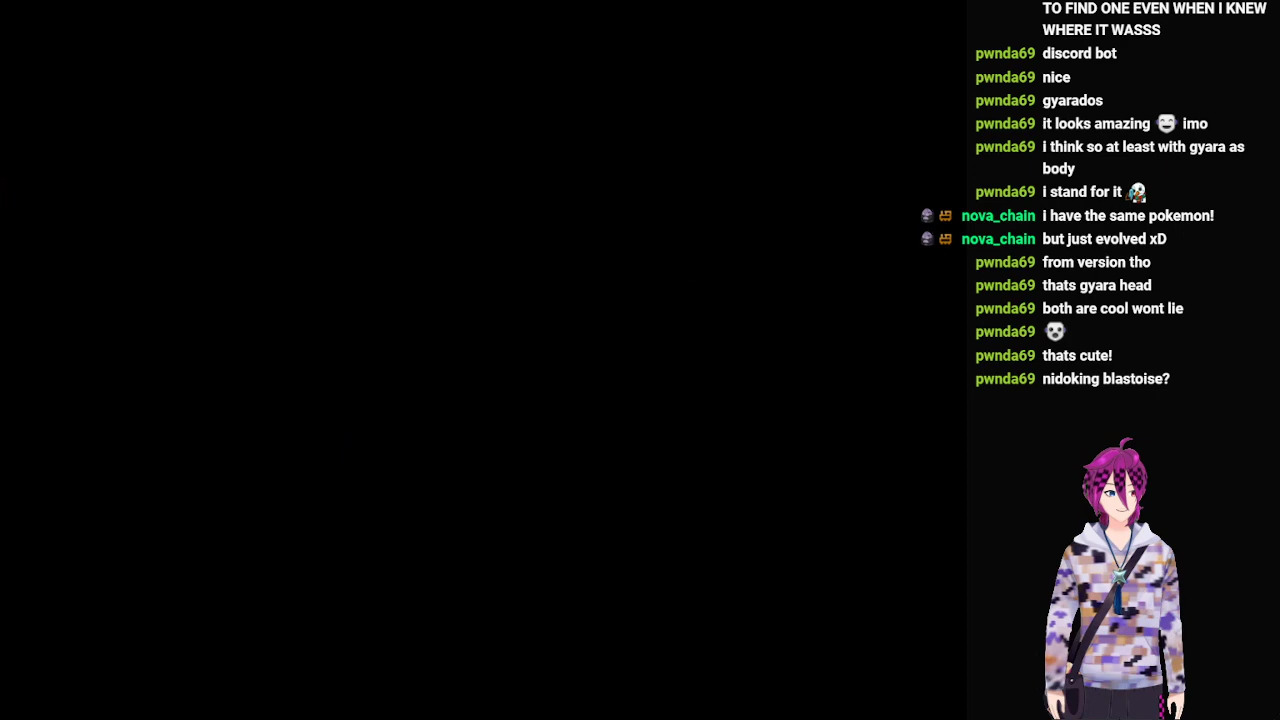 TO FIND ONE EVEN WHEN I KNEW
WHERE IT WASSS
pwnda69 discord bot
pwnda69 nice
pwnda69 gyarados
pwnda69 it looks amazing imo
pwnda69 i think so at least with gyara as
body
pwnda69 i stand for it
nova_chain i have the same pokemon!
nova_chain but just evolved xD
pwnda69 from version tho
pwnda69 thats gyara head
pwnda69 both are cool wont lie
pwnda69
pwnda69 thats cute!
pwnda69 nidoking blastoise?